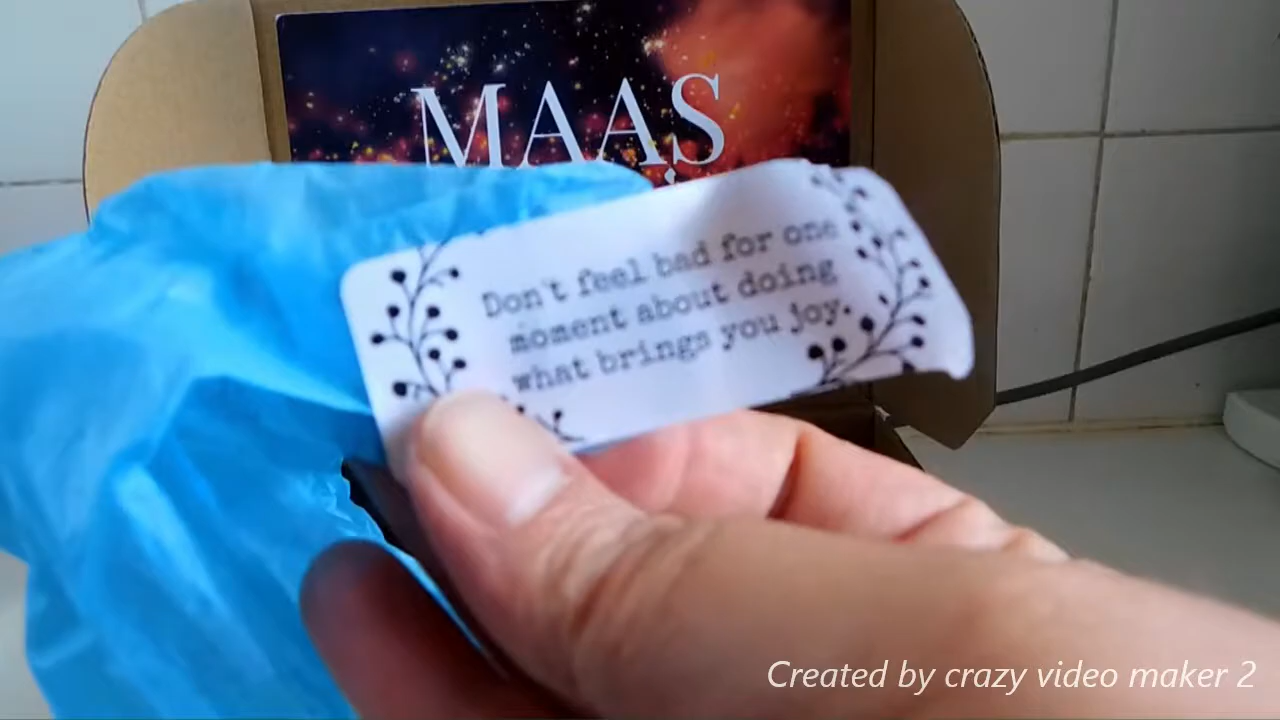 MAAS
Don't feel bad for one
moment about doing
what brings you joy.
Created by crazy video maker 2